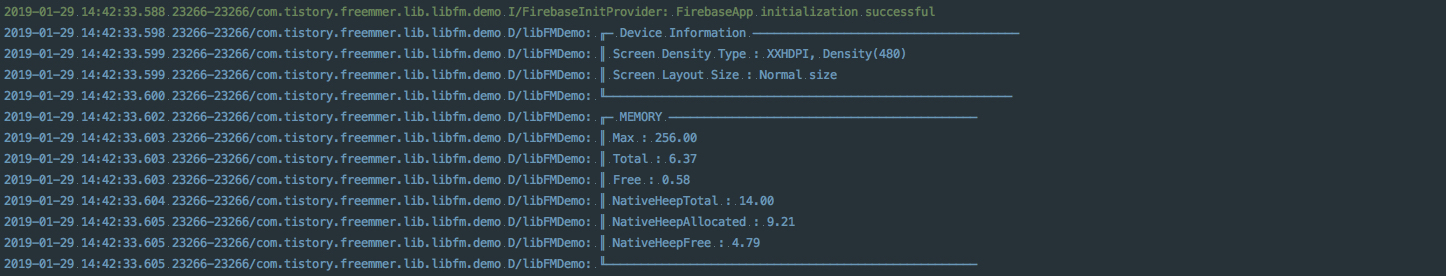 2019-01-29 14:42:33.588 23266-23266/com.tistory.freemmer.lib.libfm.demo I/FirebaseInitProvider: FirebaseApp initialization successful
2019-01-29 14:42:33.598 23266-23266/com.tistory.freemmer.lib.libfm.demo D/libFMDemo: ╓─ Device Information ──────────────────────────────────────
2019-01-29 14:42:33.599 23266-23266/com.tistory.freemmer.lib.libfm.demo D/libFMDemo: ║ Screen Density Type : XXHDPI, Density(480)
2019-01-29 14:42:33.599 23266-23266/com.tistory.freemmer.lib.libfm.demo D/libFMDemo: ║ Screen Layout Size : Normal size
2019-01-29 14:42:33.600 23266-23266/com.tistory.freemmer.lib.libfm.demo D/libFMDemo: ╙──────────────────────────────────────────────────────────
2019-01-29 14:42:33.602 23266-23266/com.tistory.freemmer.lib.libfm.demo D/libFMDemo: ╓─ MEMORY ────────────────────────────────────────────
2019-01-29 14:42:33.603 23266-23266/com.tistory.freemmer.lib.libfm.demo D/libFMDemo: ║ Max : 256.00
2019-01-29 14:42:33.603 23266-23266/com.tistory.freemmer.lib.libfm.demo D/libFMDemo: ║ Total : 6.37
2019-01-29 14:42:33.603 23266-23266/com.tistory.freemmer.lib.libfm.demo D/libFMDemo: ║ Free : 0.58
2019-01-29 14:42:33.604 23266-23266/com.tistory.freemmer.lib.libfm.demo D/libFMDemo: ║ NativeHeepTotal : 14.00
2019-01-29 14:42:33.605 23266-23266/com.tistory.freemmer.lib.libfm.demo D/libFMDemo: ║ NativeHeepAllocated : 9.21
2019-01-29 14:42:33.605 23266-23266/com.tistory.freemmer.lib.libfm.demo D/libFMDemo: ║ NativeHeepFree : 4.79
2019-01-29 14:42:33.605 23266-23266/com.tistory.freemmer.lib.libfm.demo D/libFMDemo: ╙─────────────────────────────────────────────────────